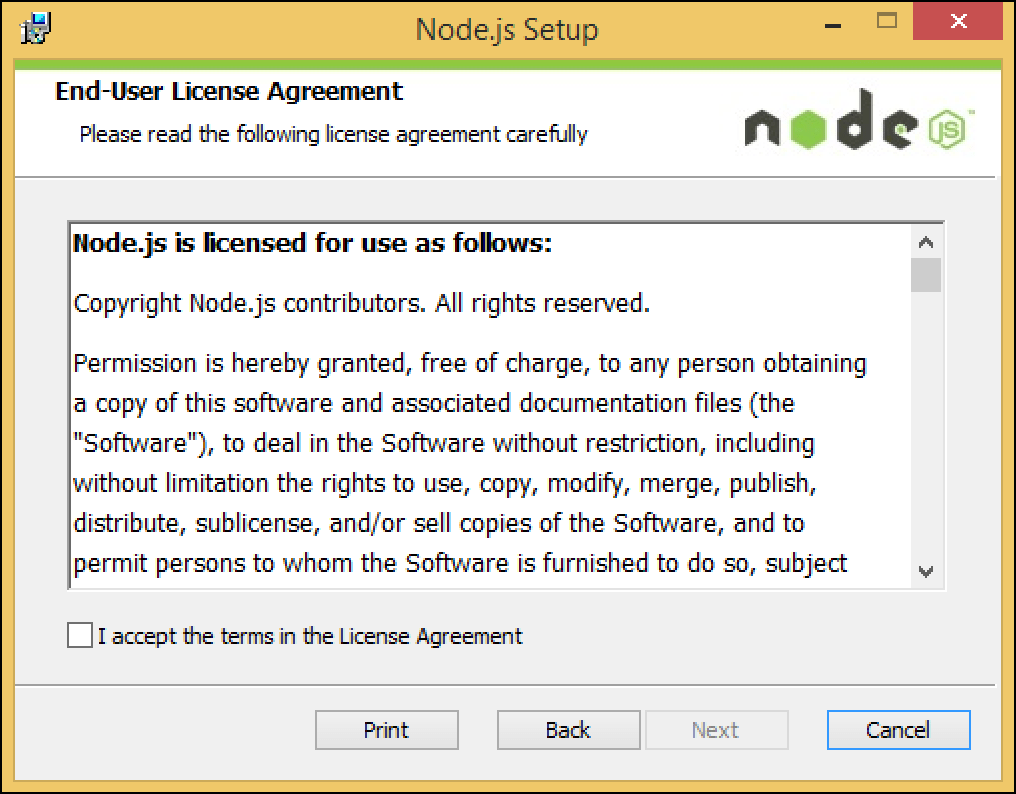 Node.js Setup
End-User License Agreement
Please read the following license agreement carefully
node JS™
Node.js is licensed for use as follows:
Copyright Node.js contributors. All rights reserved.
Permission is hereby granted, free of charge, to any person obtaining
a copy of this software and associated documentation files (the
"Software"), to deal in the Software without restriction, including
without limitation the rights to use, copy, modify, merge, publish,
distribute, sublicense, and/or sell copies of the Software, and to
permit persons to whom the Software is furnished to do so, subject
I accept the terms in the License Agreement
Print
Back
Next
Cancel